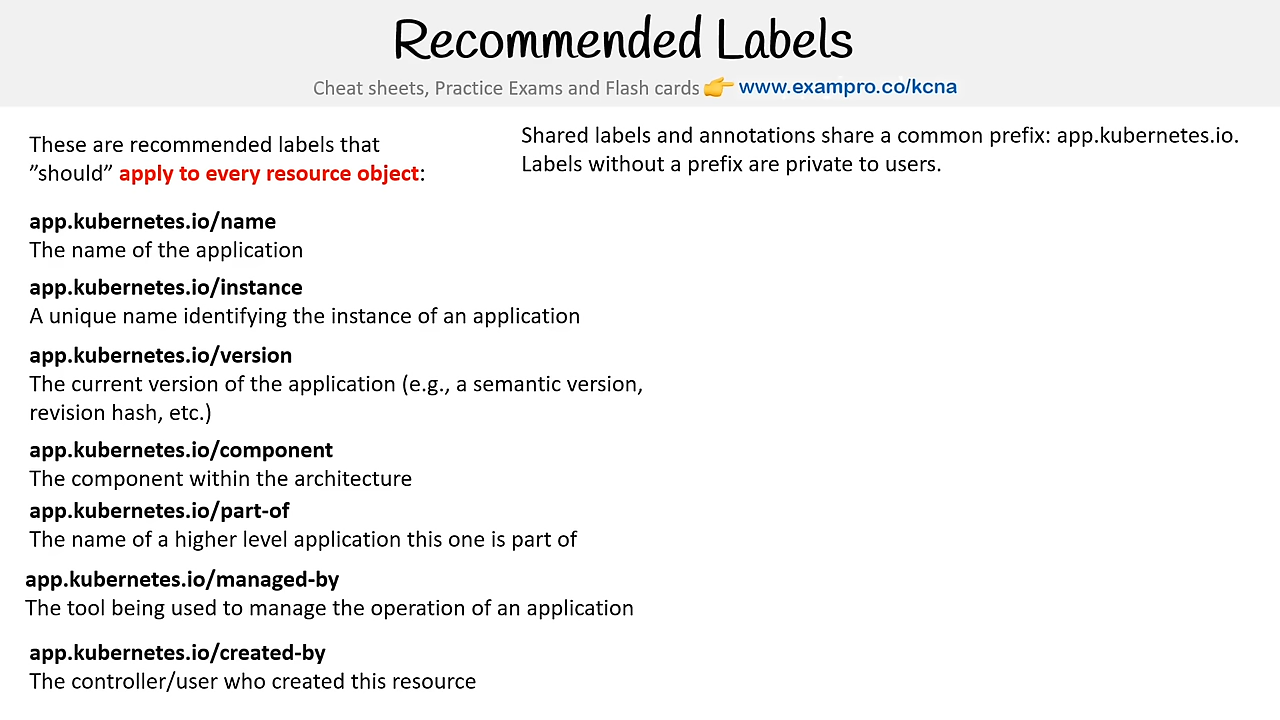 Recommended Labels
Cheat sheets, Practice Exams and Flash cards 👉 www.exampro.co/kcna
These are recommended labels that
”should” apply to every resource object:
Shared labels and annotations share a common prefix: app.kubernetes.io.
Labels without a prefix are private to users.
app.kubernetes.io/name
The name of the application
app.kubernetes.io/instance
A unique name identifying the instance of an application
app.kubernetes.io/version
The current version of the application (e.g., a semantic version,
revision hash, etc.)
app.kubernetes.io/component
The component within the architecture
app.kubernetes.io/part-of
The name of a higher level application this one is part of
app.kubernetes.io/managed-by
The tool being used to manage the operation of an application
app.kubernetes.io/created-by
The controller/user who created this resource